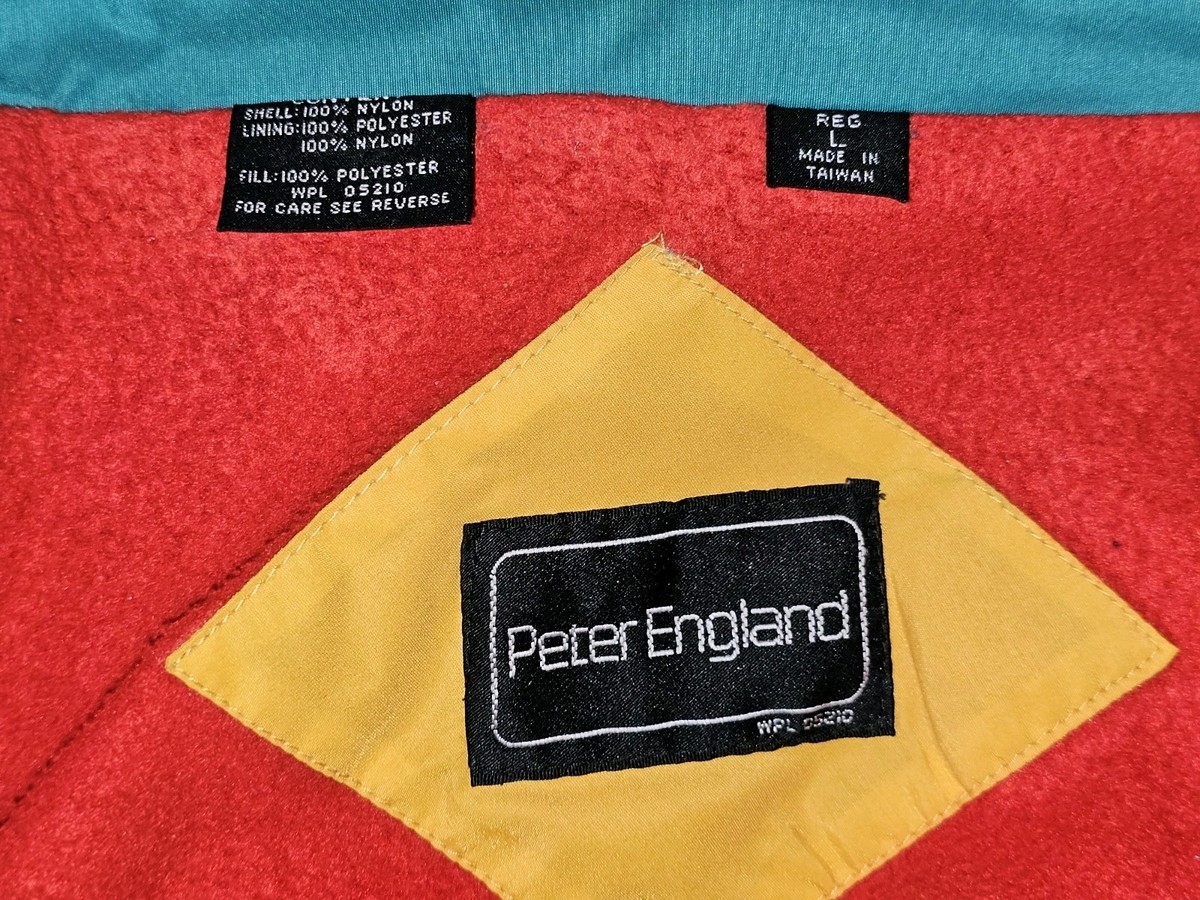 SHELL:100% NYLON
LINING:100% POLYESTER
100% NYLON
FILL:100% POLYESTER
WPL 05210
FOR CARE SEE REVERSE
REG
L
MADE IN
TAIWAN
Peter England
WPL 05210